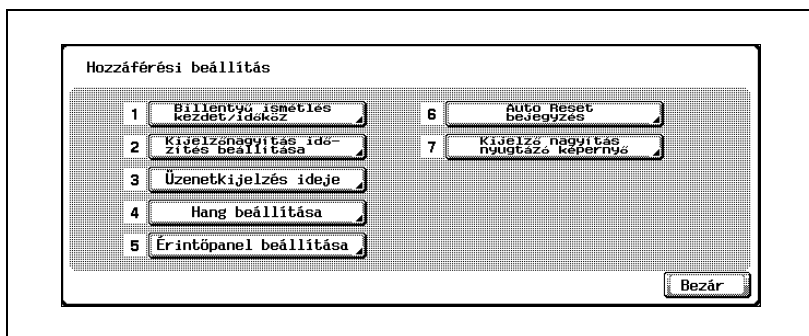 Hozzáférési beállítás
1 Billentyű ismétlés
kezdet/időköz
2 Kijelzőnagyítás idő-
zítés beállítása
3 Üzenetkijelzés ideje
4 Hang beállítása
5 Érintőpanel beállítása
6 Auto Reset
bejegyzés
7 Kijelző nagyítás
nyugtázó képernyő
Bezár